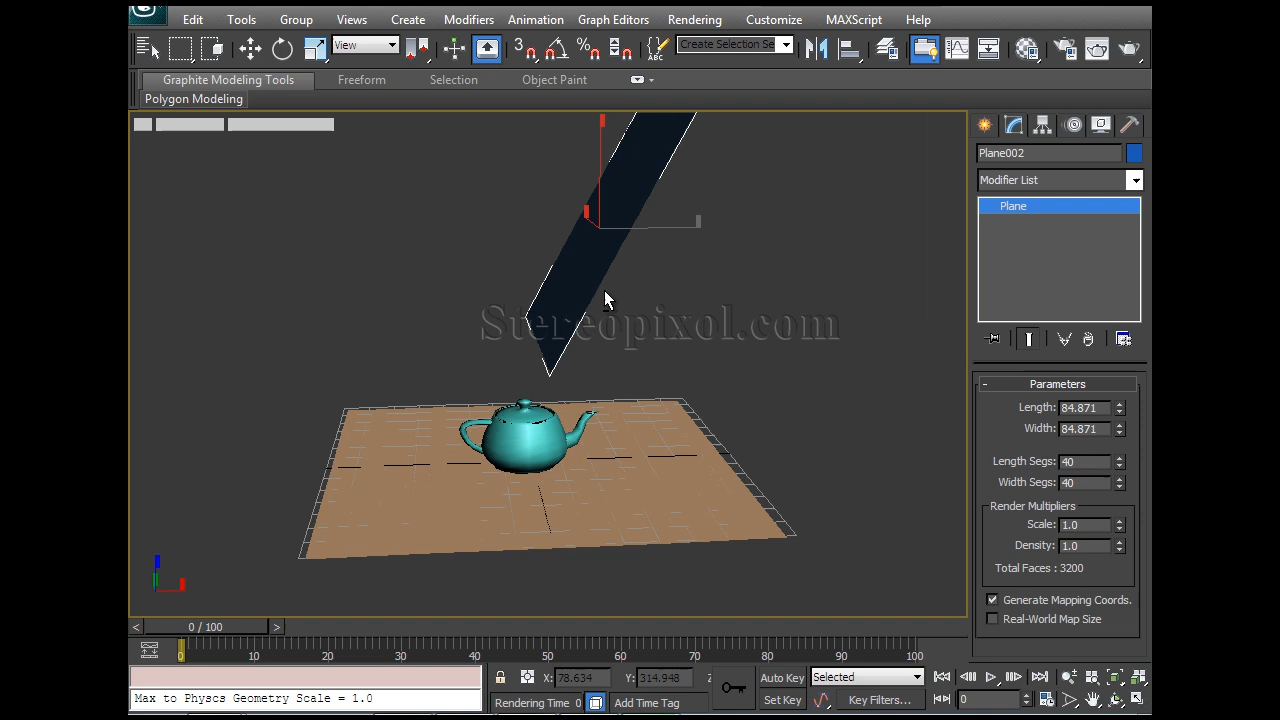 Edit Tools Group Views Create Modifiers Animation Graph Editors Rendering Customize MAXScript Help
View 3 % ABC Create Selection Se
Graphite Modeling Tools Freeform Selection Object Paint
Polygon Modeling
Plane002
Modifier List
Plane
Stereopixol.com
- Parameters
Length: 84.871
Width: 84.871
Length Segs: 40
Width Segs: 40
Render Multipliers
Scale: 1.0
Density: 1.0
Total Faces : 3200
Generate Mapping Coords.
Real-World Map Size
< 0 / 100 >
0 10 20 30 40 50 60 70 80 90 100
X: 78.634 Y: 314.948 Z Auto Key Selected
Max to Physcs Geometry Scale = 1.0
Rendering Time 0 Add Time Tag Set Key Key Filters... 0